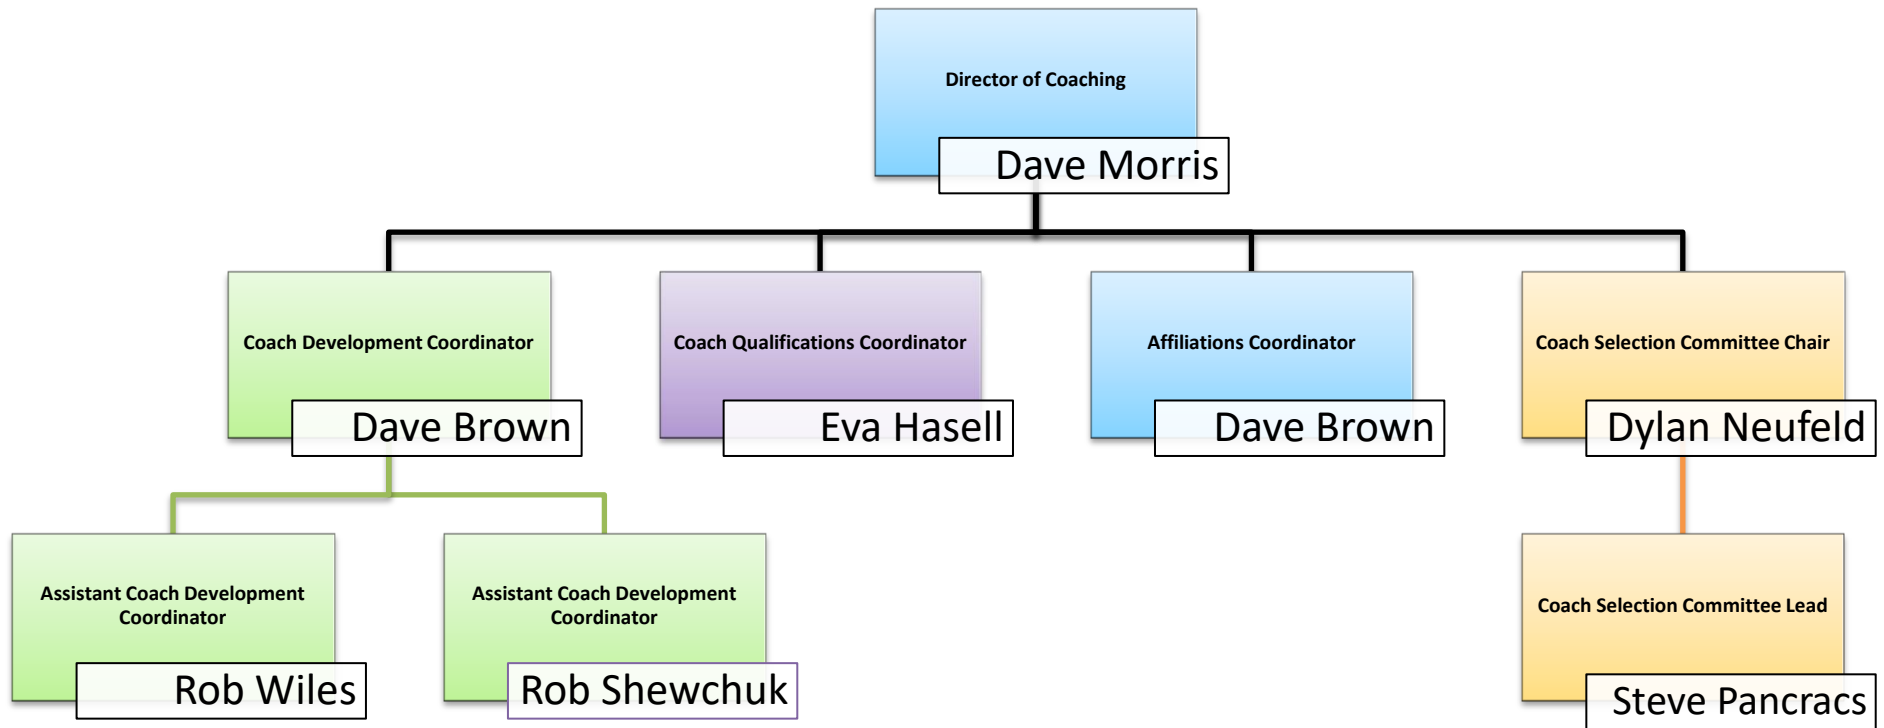 Director of Coaching
Dave Morris
Coach Development Coordinator
Dave Brown
Coach Qualifications Coordinator
Eva Hasell
Affiliations Coordinator
Dave Brown
Coach Selection Committee Chair
Dylan Neufeld
Assistant Coach Development
Coordinator
Rob Wiles
Assistant Coach Development
Coordinator
Rob Shewchuk
Coach Selection Committee Lead
Steve Pancracs